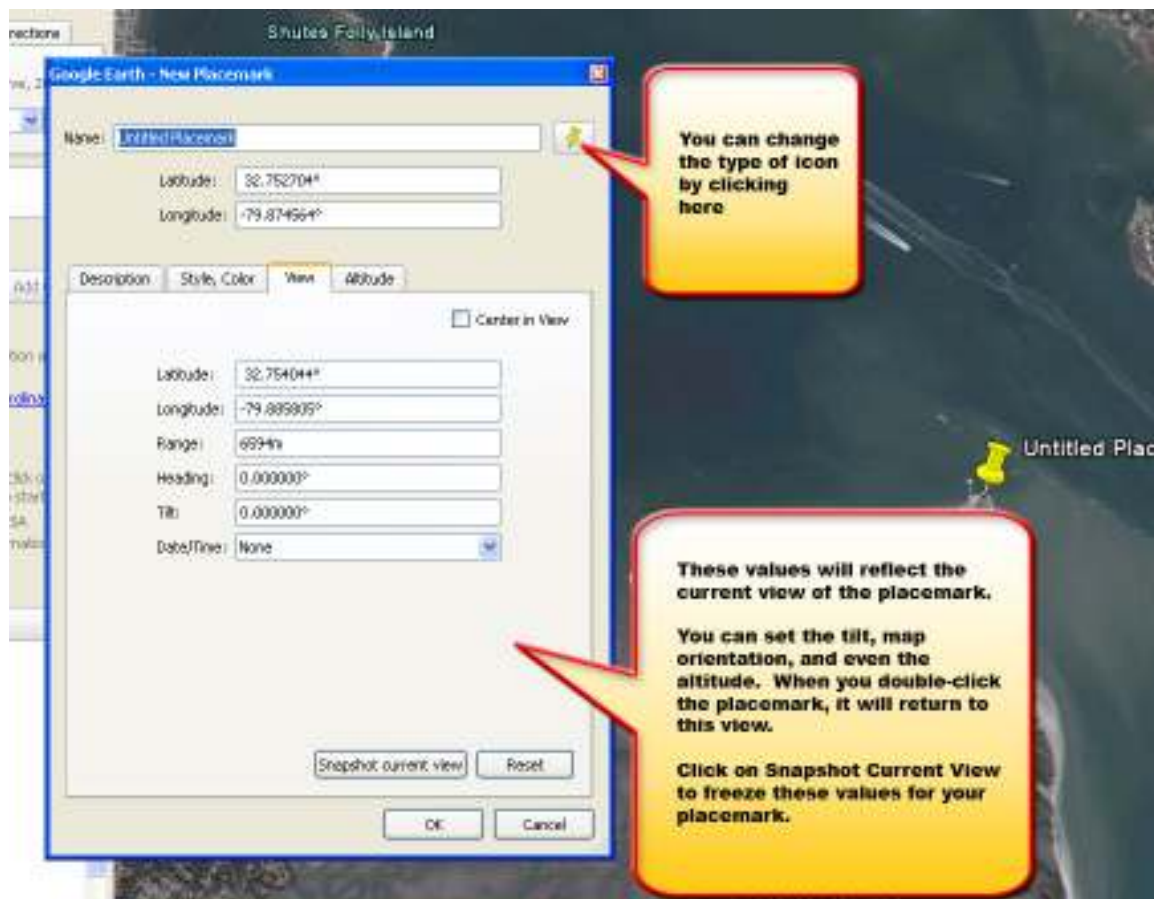 Shutes Folly Island
Google Earth - New Placemark
Name: Untitled Placemark
Latitude: 32.752704°
Longitude: -79.874564°
Description Style, Color View Altitude
Center in View
Latitude: 32.754044°
Longitude: -79.885805°
Range: 6594m
Heading: 0.000000°
Tilt: 0.000000°
Date/Time: None
Snapshot current view Reset
OK Cancel
You can change
the type of icon
by clicking
here
Untitled Plac
These values will reflect the
current view of the placemark.
You can set the tilt, map
orientation, and even the
altitude. When you double-click
the placemark, it will return to
this view.
Click on Snapshot Current View
to freeze these values for your
placemark.